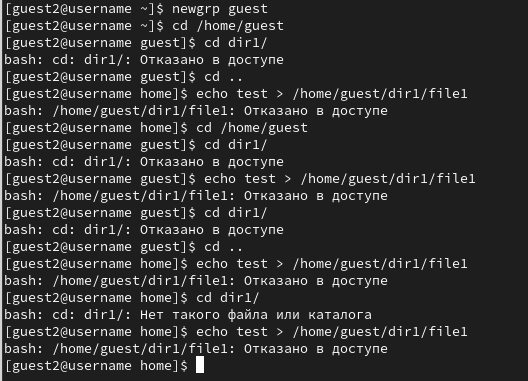 [guest2@username ~]$ newgrp guest
[guest2@username ~]$ cd /home/guest
[guest2@username guest]$ cd dir1/
bash: cd: dir1/: Отказано в доступе
[guest2@username guest]$ cd ..
[guest2@username home]$ echo test > /home/guest/dir1/file1
bash: /home/guest/dir1/file1: Отказано в доступе
[guest2@username home]$ cd /home/guest
[guest2@username guest]$ cd dir1/
bash: cd: dir1/: Отказано в доступе
[guest2@username guest]$ echo test > /home/guest/dir1/file1
bash: /home/guest/dir1/file1: Отказано в доступе
[guest2@username guest]$ cd dir1/
bash: cd: dir1/: Отказано в доступе
[guest2@username guest]$ cd ..
[guest2@username home]$ echo test > /home/guest/dir1/file1
bash: /home/guest/dir1/file1: Отказано в доступе
[guest2@username home]$ cd dir1/
bash: cd: dir1/: Нет такого файла или каталога
[guest2@username home]$ echo test > /home/guest/dir1/file1
bash: /home/guest/dir1/file1: Отказано в доступе
[guest2@username home]$